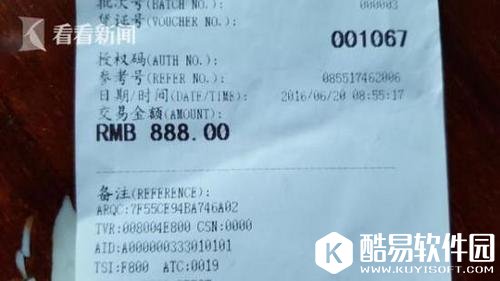 批次号(BATCH NO.): 000003
凭证号(VOUCHER NO.):
001067
授权码(AUTH NO.):
参考号(REFER NO.): 085517462006
日期/时间(DATE/TIME): 2016/06/20 08:55:17
交易金额(AMOUNT):
RMB 888.00
备注(REFERENCE):
ARQC:7F55CE94BA746A02
TVR:008004E800 CSN:0000
AID:A000000333010101
TSI:F800 ATC:0019
看看新闻
酷易软件园
WWW.KUYISOFT.COM